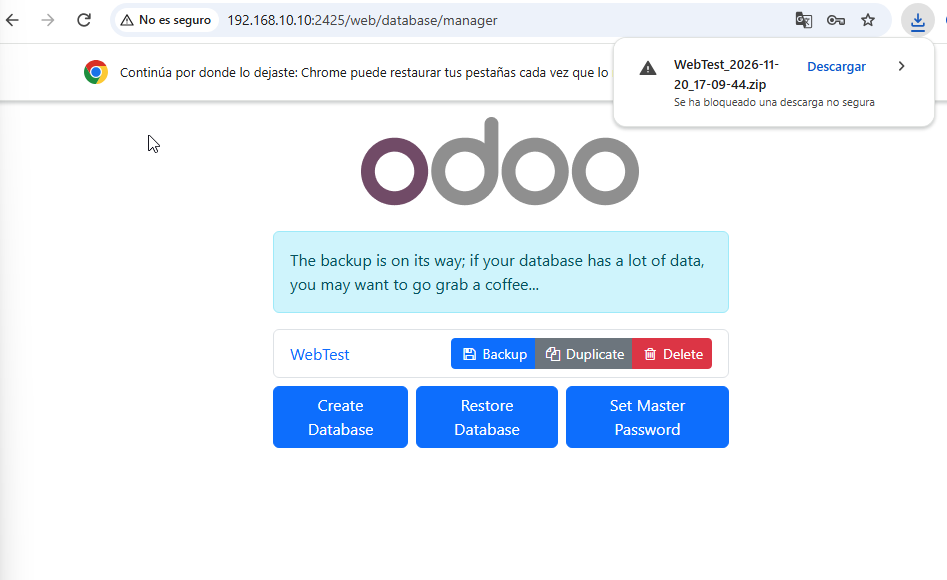 No es seguro
192.168.10.10:2425/web/database/manager
Continúa por donde lo dejaste: Chrome puede restaurar tus pestañas cada vez que lo
WebTest_2026-11-
20_17-09-44.zip
Descargar
Se ha bloqueado una descarga no segura
odoo
The backup is on its way; if your database has a lot of data,
you may want to go grab a coffee...
WebTest
Backup
Duplicate
Delete
Create
Database
Restore
Database
Set Master
Password